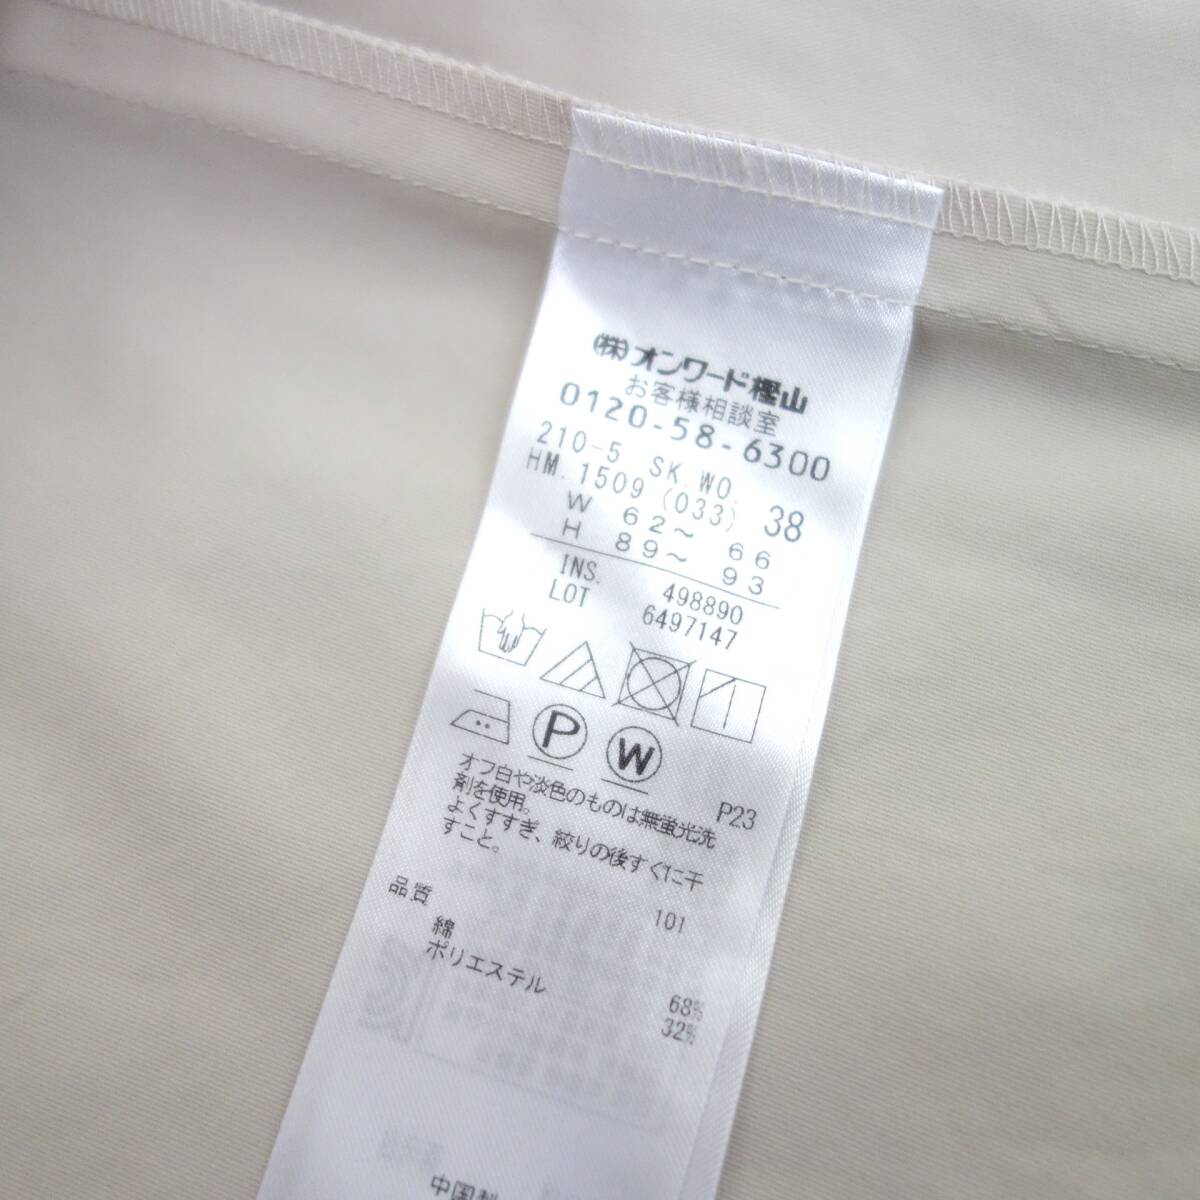 (株)オンワード樫山
お客様相談室
0120-58-6300
210-5 SK.WO.
HM.1509 (033) 38
W 62～ 66
H 89～ 93
INS. 498890
LOT 6497147
P
W
オフ白や淡色のものは無蛍光洗 P23
剤を使用。
よくすすぎ、絞りの後すぐに干
すこと。
品質 101
綿 68%
ポリエステル 32%
中国製